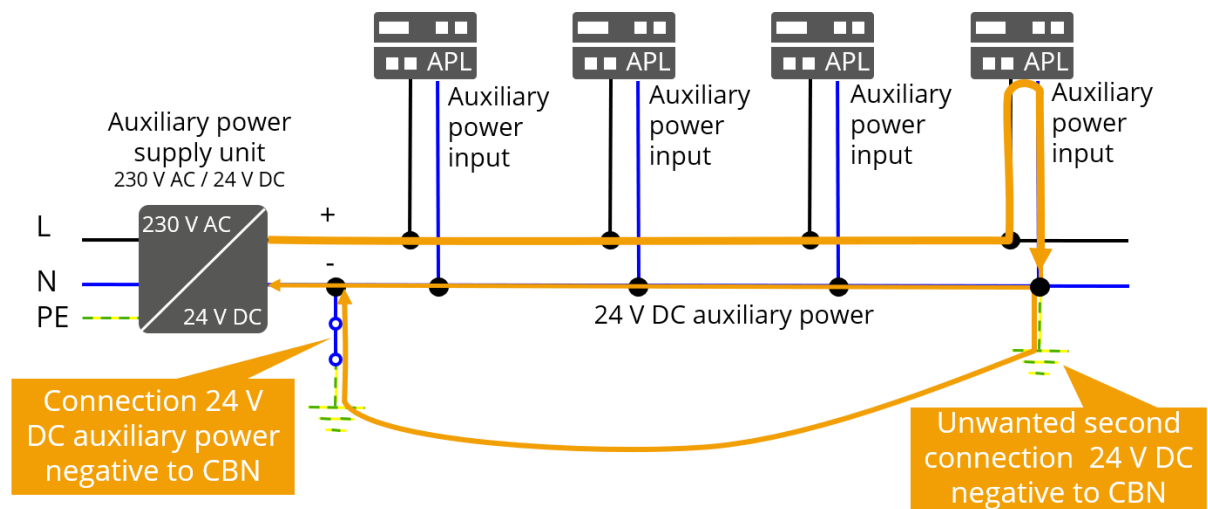 APL
APL
APL
APL
Auxiliary
power
input
Auxiliary
power
input
Auxiliary
power
input
Auxiliary
power
input
Auxiliary power
supply unit
230 V AC / 24 V DC
L
N
PE
230 V AC
24 V DC
+
-
24 V DC auxiliary power
Connection 24 V
DC auxiliary power
negative to CBN
Unwanted second
connection 24 V DC
negative to CBN